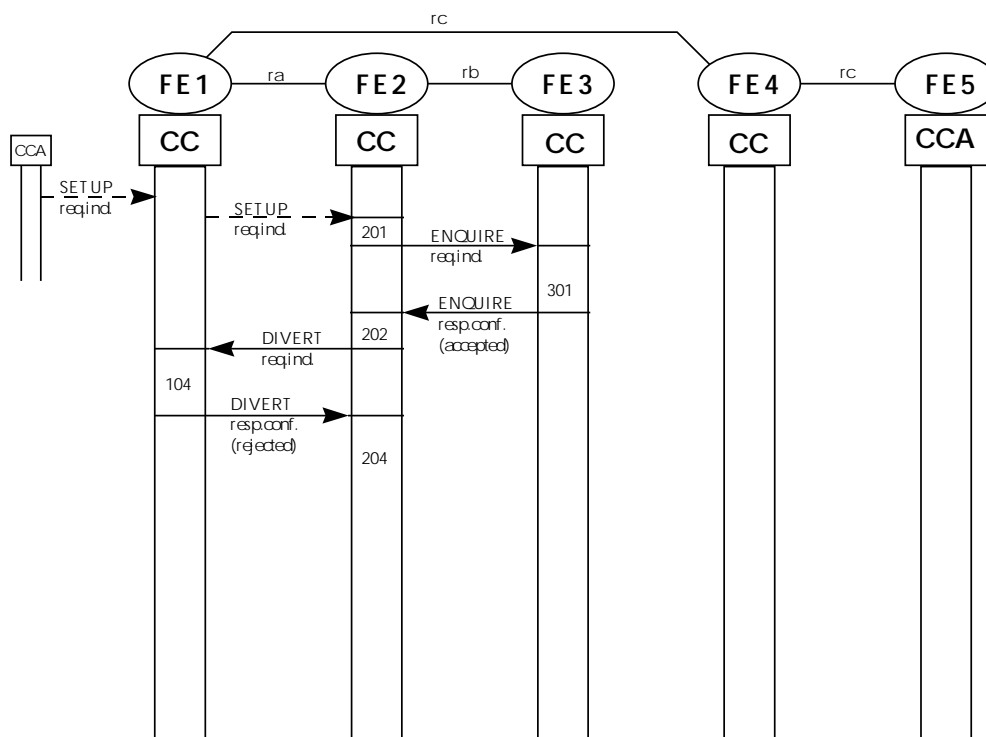 rc
FE1
ra
FE2
rb
FE3
FE4
rc
FE5
CC
CC
CC
CC
CCA
CCA
SETUP
req.ind.
SETUP
req.ind.
201
ENQUIRE
req.ind.
301
ENQUIRE
resp.conf.
(accepted)
202
DIVERT
req.ind.
104
DIVERT
resp.conf.
(rejected)
204